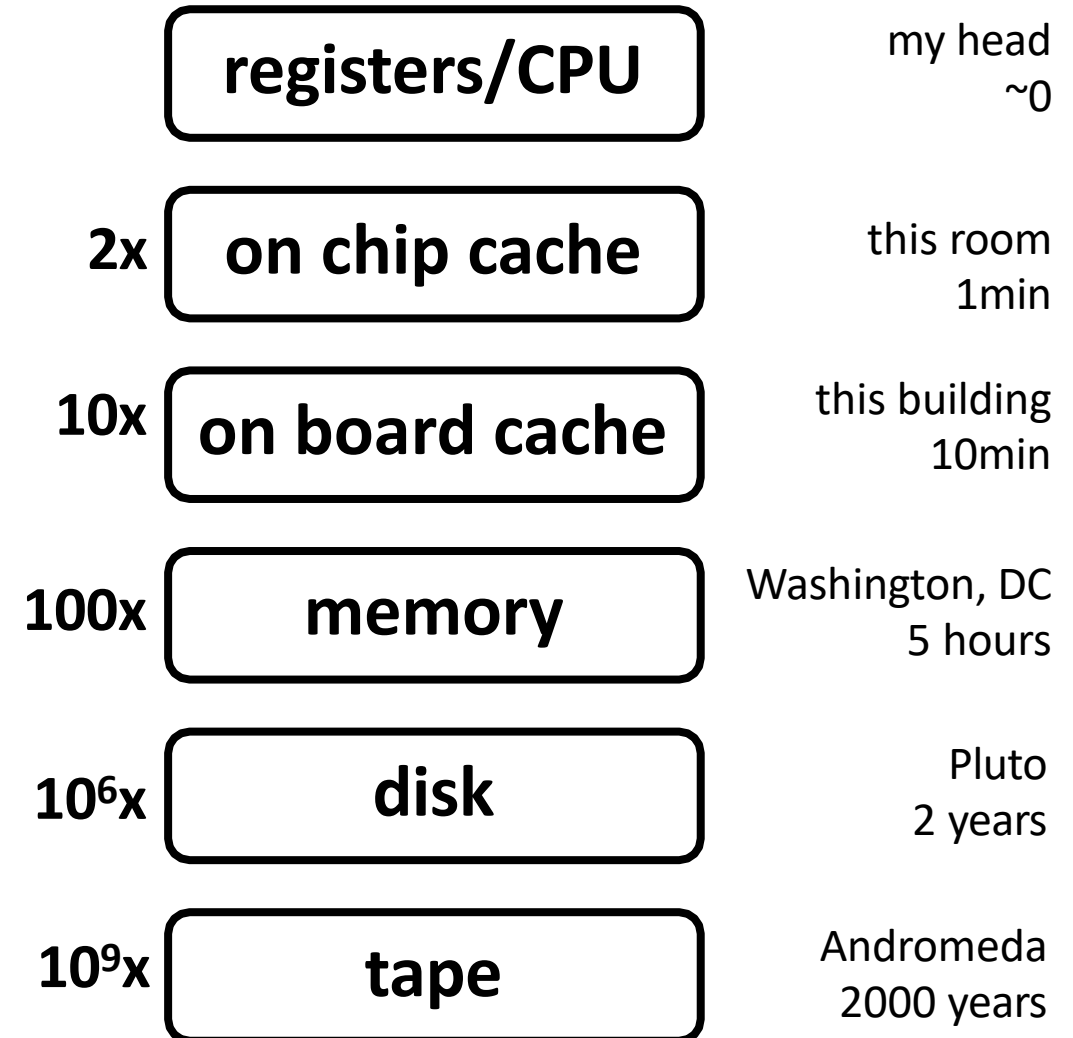 registers/CPU
my head
~0
2x
on chip cache
this room
1min
10x
on board cache
this building
10min
100x
memory
Washington, DC
5 hours
10⁶x
disk
Pluto
2 years
10⁹x
tape
Andromeda
2000 years